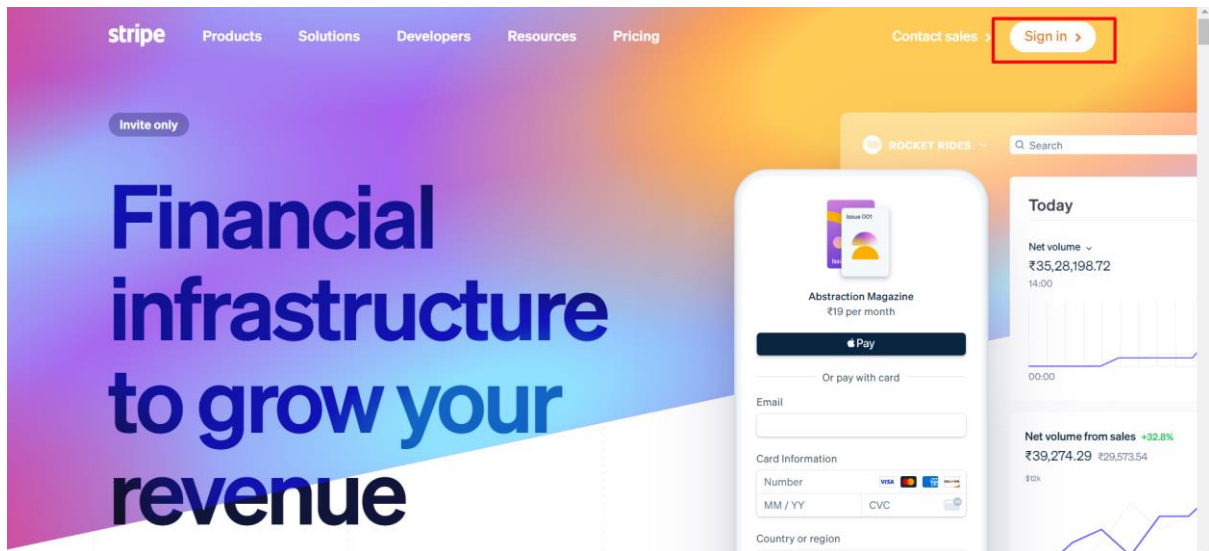 stripe
Products
Solutions
Developers
Resources
Pricing
Contact sales
Sign in
Invite only
Financial
infrastructure
to grow your
revenue
ROCKET RIDES
Search
Issue 001
Abstraction Magazine
₹19 per month
Pay
Or pay with card
Email
Card Information
Number
VISA
MM / YY
CVC
Country or region
Today
Net volume
₹35,28,198.72
14:00
00:00
Net volume from sales +32.8%
₹39,274.29 ₹29,573.54
$12k